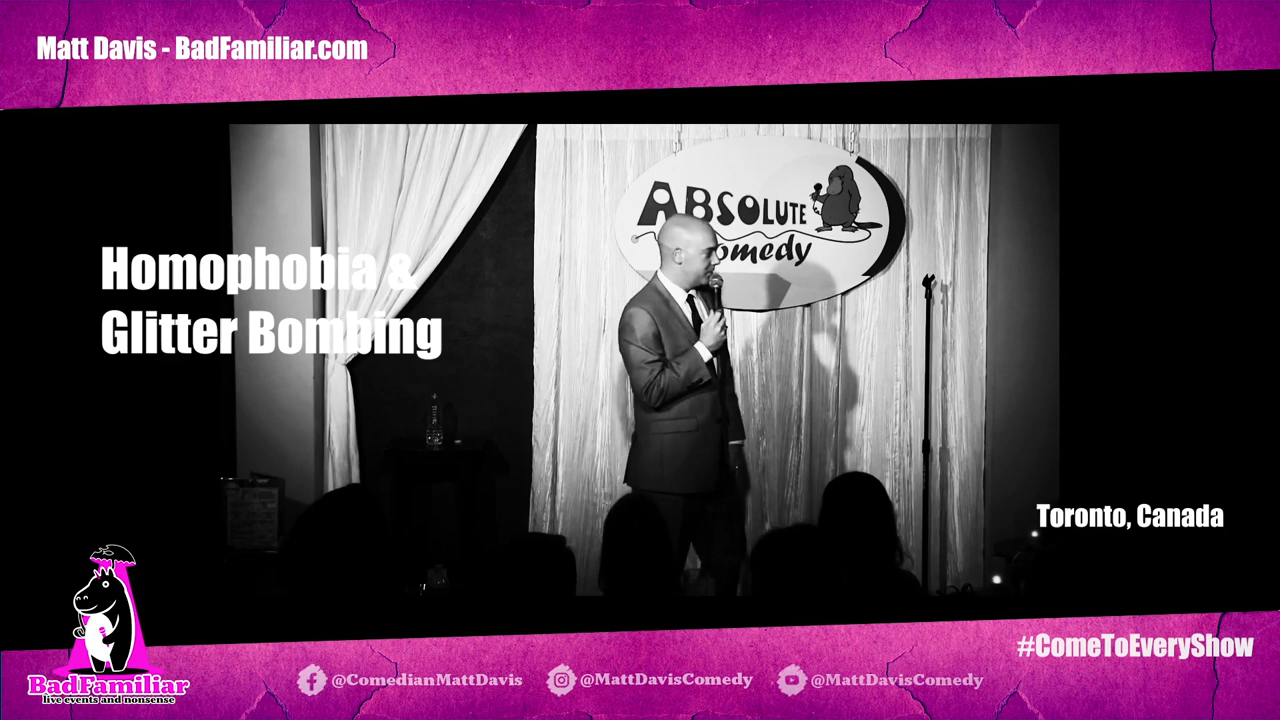 Matt Davis - BadFamiliar.com
ABSOLUTE
omedy
Homophobia &
Glitter Bombing
Toronto, Canada
#ComeToEveryShow
BadFamiliar
live events and nonsense
@ComedianMattDavis
@MattDavisComedy
@MattDavisComedy